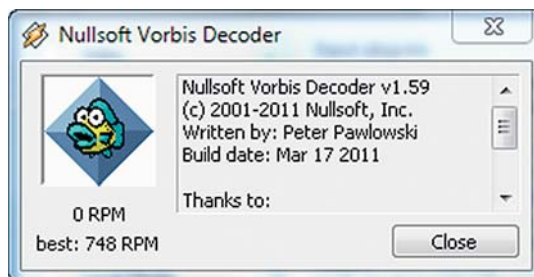 Nullsoft Vorbis Decoder
Nullsoft Vorbis Decoder v1.59
(c) 2001-2011 Nullsoft, Inc.
Written by: Peter Pawlowski
Build date: Mar 17 2011
Thanks to:
0 RPM
best: 748 RPM
Close